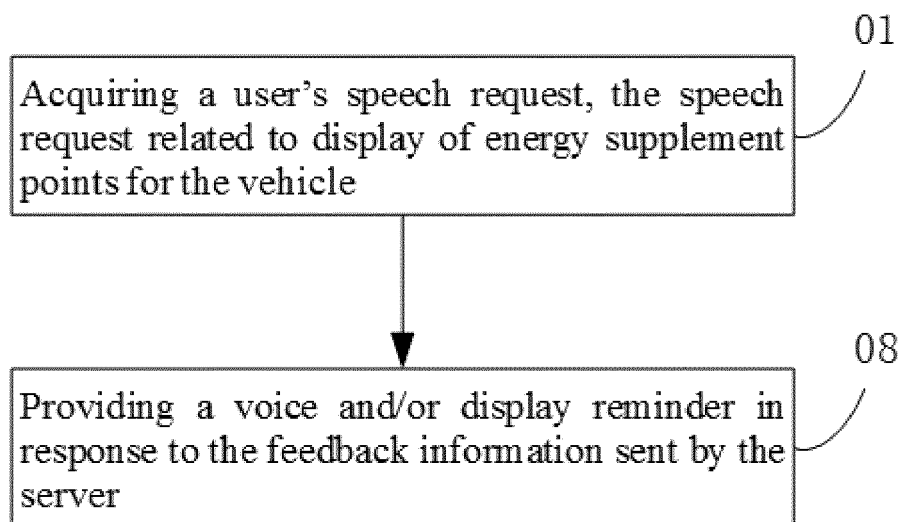 01
Acquiring a user's speech request, the speech
request related to display of energy supplement
points for the vehicle
08
Providing a voice and/or display reminder in
response to the feedback information sent by the
server